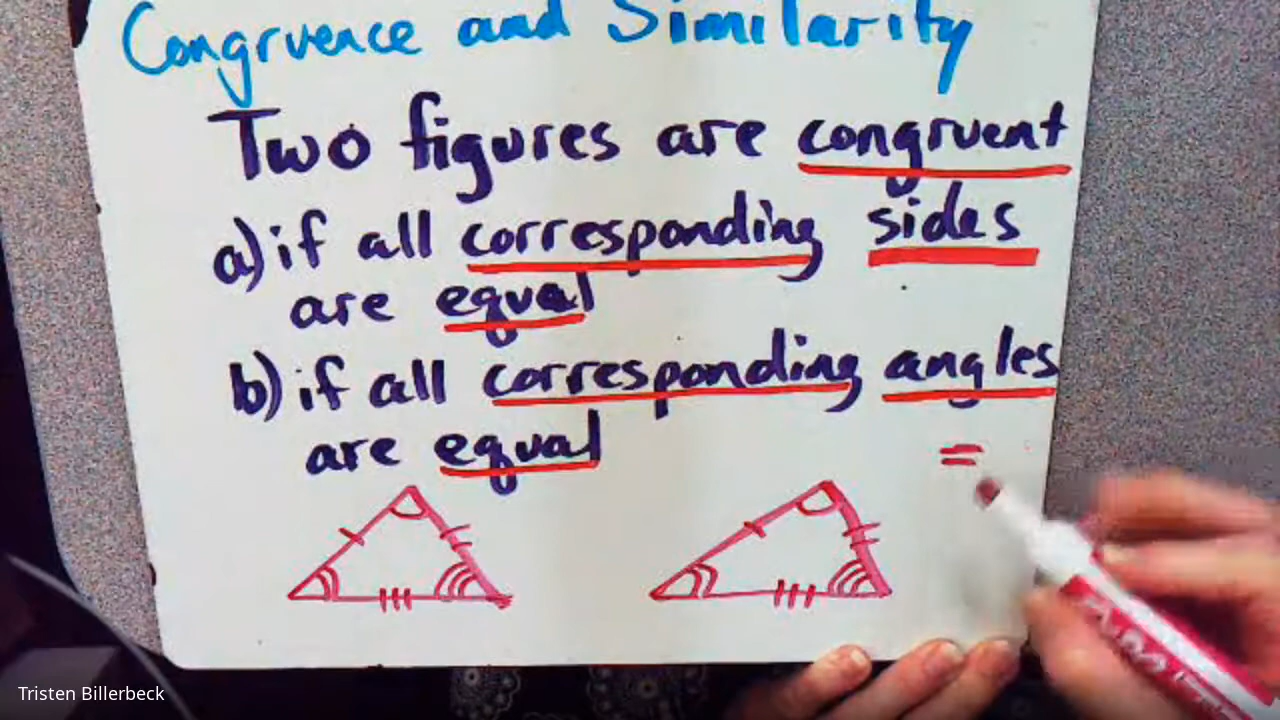 Congruence and Similarity
Two figures are congruent
a) if all corresponding sides
are equal
b) if all corresponding angles
are equal
=
Tristen Billerbeck